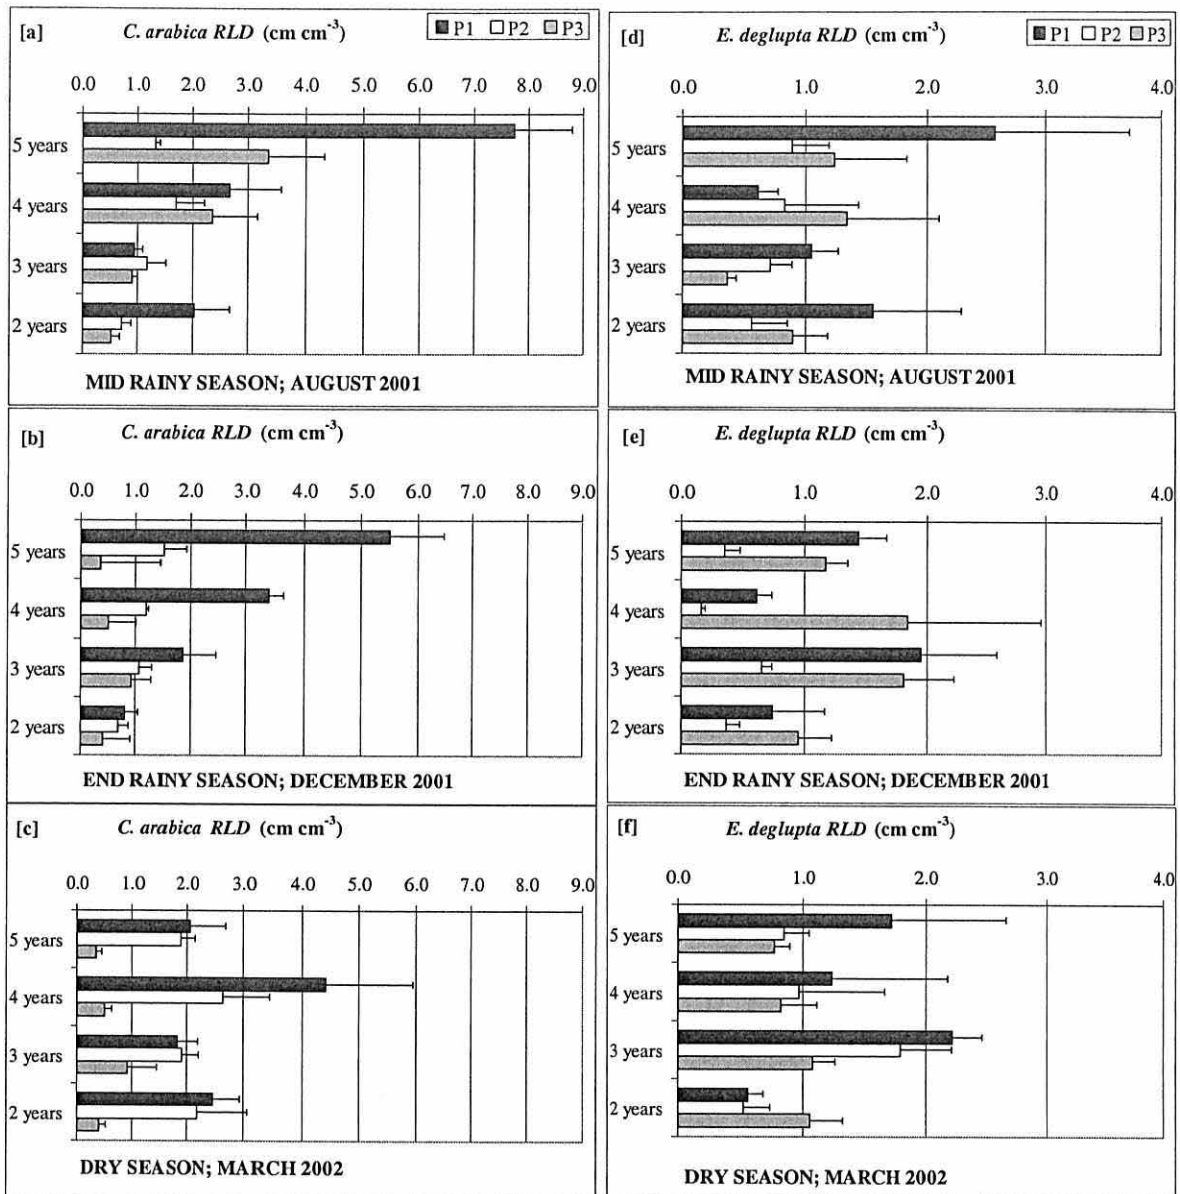 [a] C. arabica RLD (cm cm-3) P1 P2 P3
0.0 1.0 2.0 3.0 4.0 5.0 6.0 7.0 8.0 9.0
5 years
4 years
3 years
2 years
MID RAINY SEASON; AUGUST 2001
[d] E. deglupta RLD (cm cm-3) P1 P2 P3
0.0 1.0 2.0 3.0 4.0
5 years
4 years
3 years
2 years
MID RAINY SEASON; AUGUST 2001
[b] C. arabica RLD (cm cm-3)
0.0 1.0 2.0 3.0 4.0 5.0 6.0 7.0 8.0 9.0
5 years
4 years
3 years
2 years
END RAINY SEASON; DECEMBER 2001
[e] E. deglupta RLD (cm cm-3)
0.0 1.0 2.0 3.0 4.0
5 years
4 years
3 years
2 years
END RAINY SEASON; DECEMBER 2001
[c] C. arabica RLD (cm cm-3)
0.0 1.0 2.0 3.0 4.0 5.0 6.0 7.0 8.0 9.0
5 years
4 years
3 years
2 years
DRY SEASON; MARCH 2002
[f] E. deglupta RLD (cm cm-3)
0.0 1.0 2.0 3.0 4.0
5 years
4 years
3 years
2 years
DRY SEASON; MARCH 2002